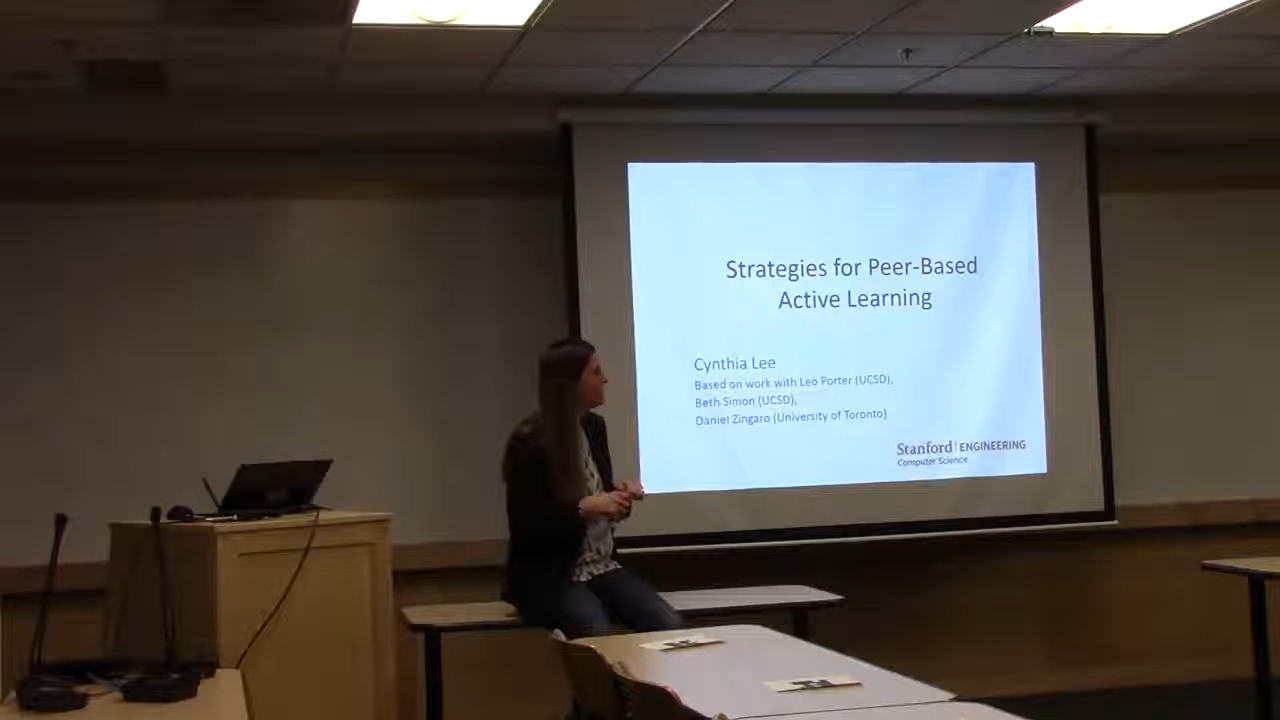 Strategies for Peer-Based
Active Learning
Cynthia Lee
Based on work with Leo Porter (UCSD),
Beth Simon (UCSD),
Daniel Zingaro (University of Toronto)
Stanford | ENGINEERING
Computer Science